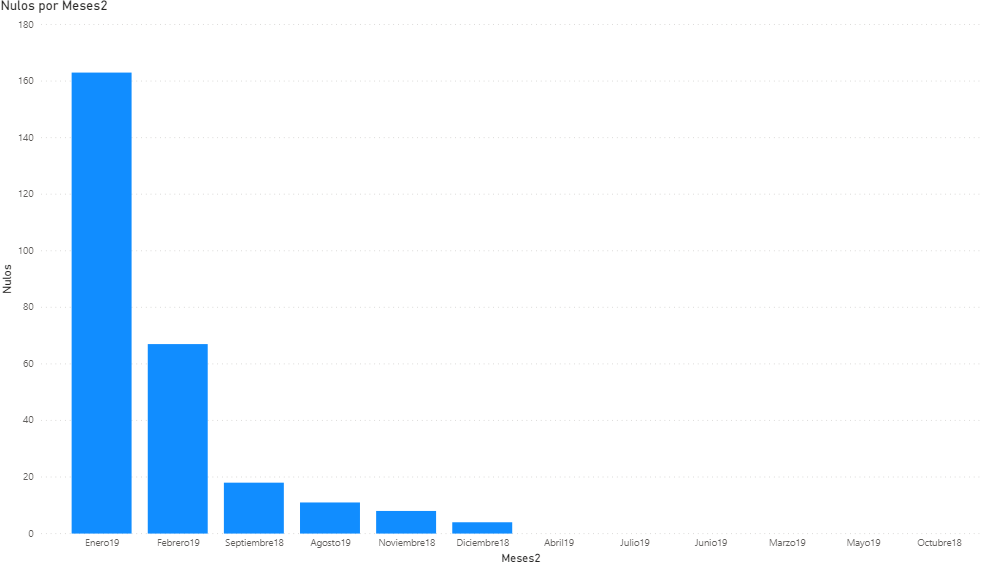 Nulos por Meses2
180
160
140
120
100
80
60
40
20
0
Nulos
Enero19 Febrero19 Septiembre18 Agosto19 Noviembre18 Diciembre18 Abril19 Julio19 Junio19 Marzo19 Mayo19 Octubre18
Meses2